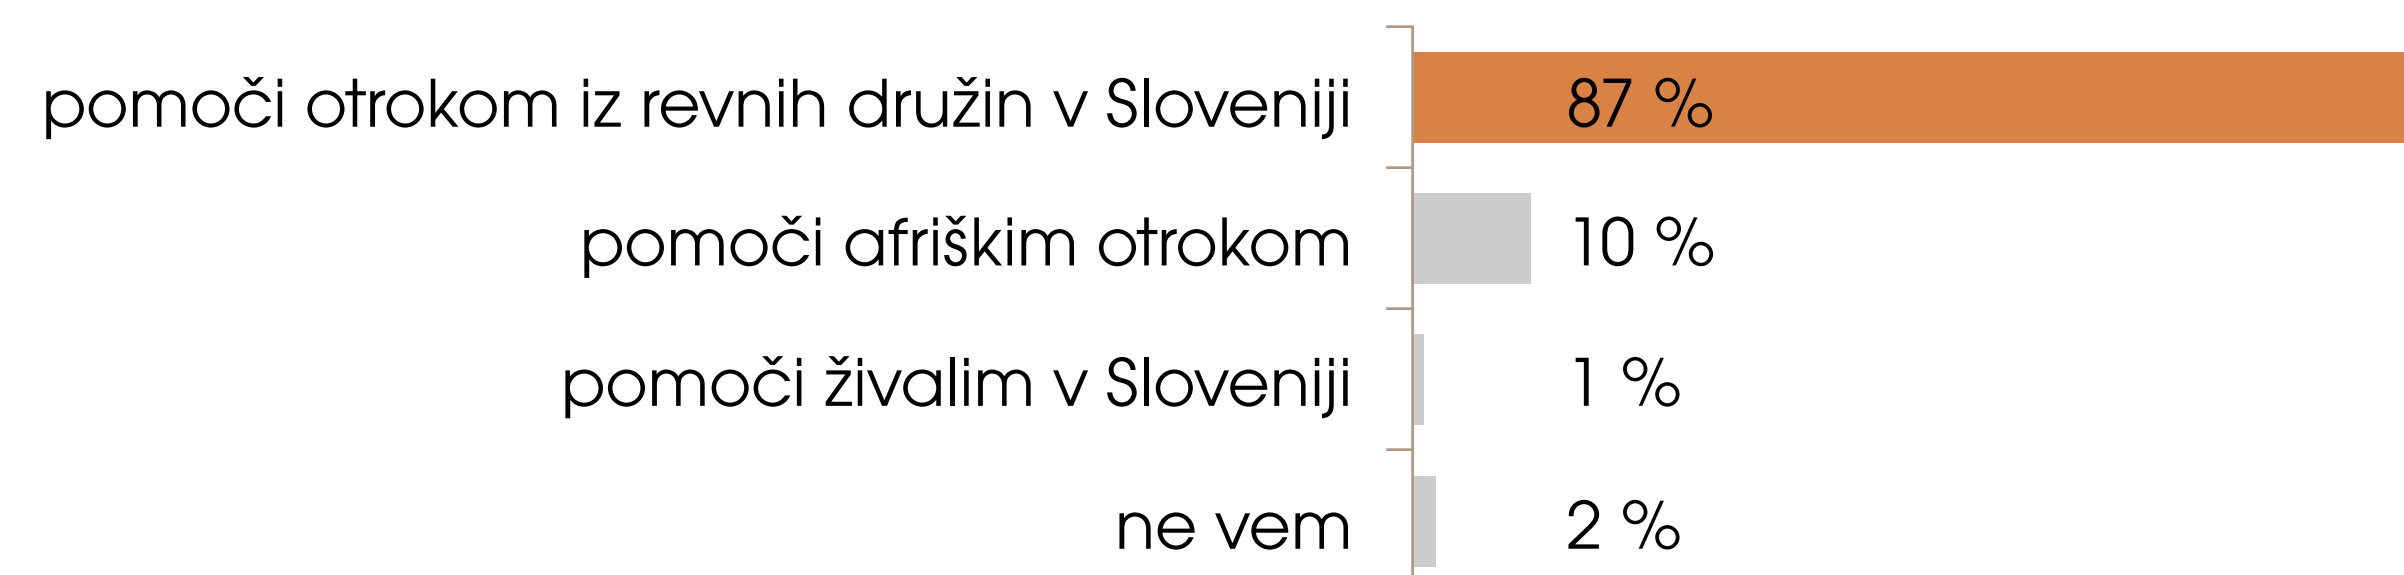 pomoči otrokom iz revnih družin v Sloveniji 87 %
pomoči afriškim otrokom 10 %
pomoči živalim v Sloveniji 1 %
ne vem 2 %